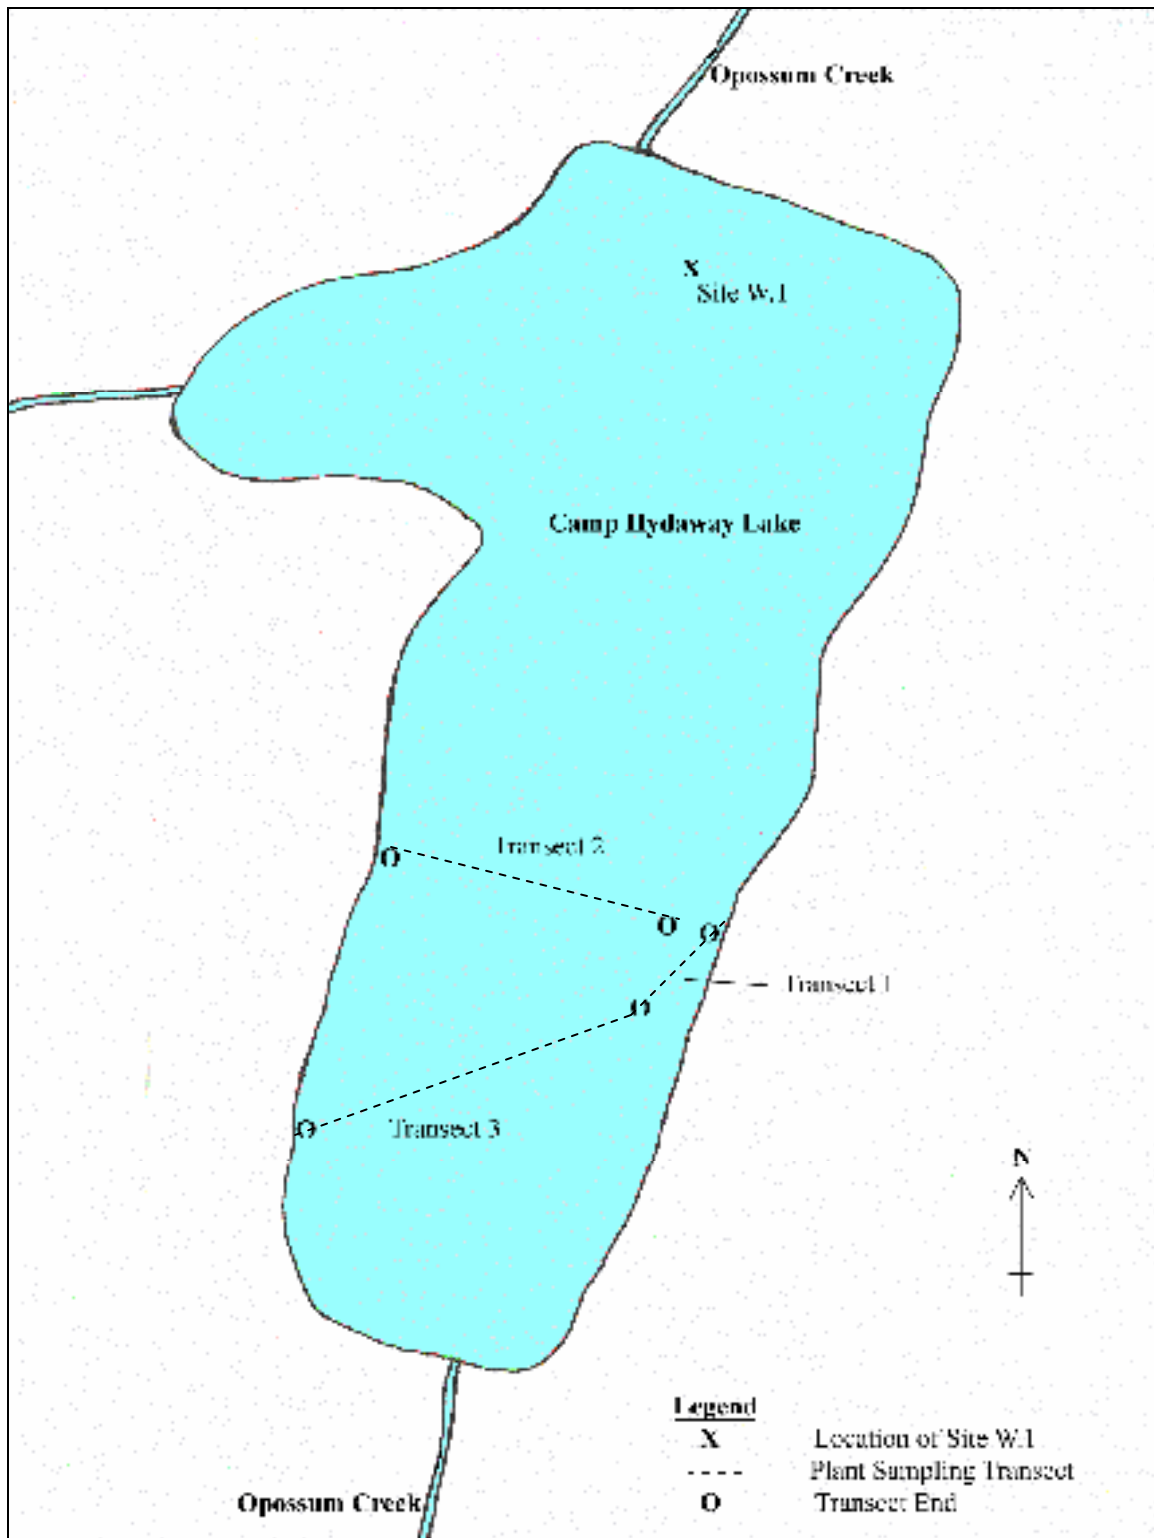 Opossum Creek
X
Site W.1
Camp Hydaway Lake
Transect 2
O
O
O
Transect 1
O
O
Transect 3
N
Legend
X Location of Site W.1
---- Plant Sampling Transect
O Transect End
Opossum Creek